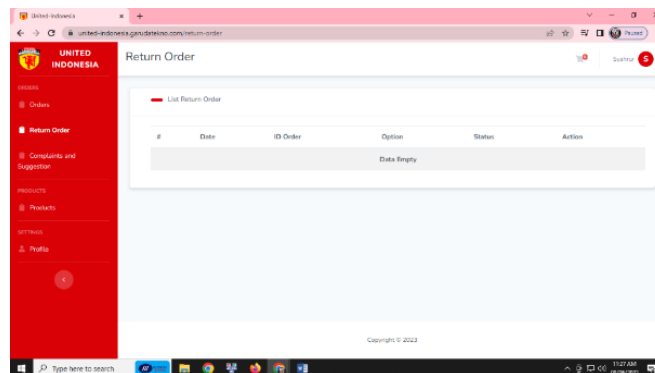 United-Indonesia
united-indonesia.garudatekno.com/return-order
Paused
UNITED
INDONESIA
Return Order
Syahrur
S
ORDERS
Orders
Return Order
Complaints and
Suggestion
PRODUCTS
Products
SETTINGS
Profile
List Return Order
# Date ID Order Option Status Action
Data Empty
Copyright © 2023
Type here to search
11:27 AM